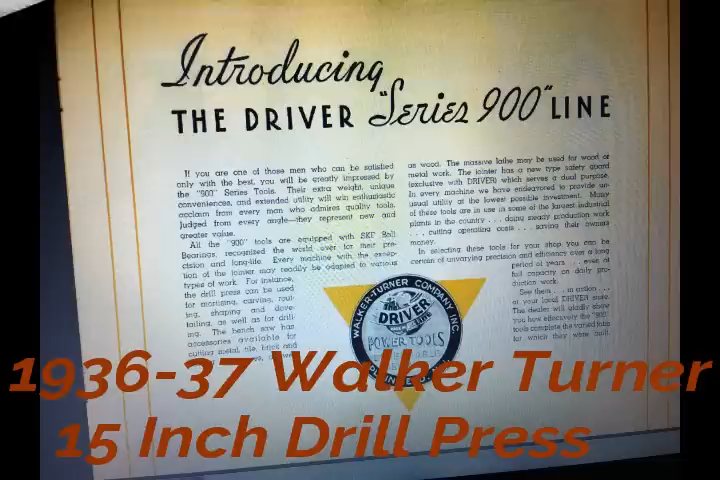 Introducing
THE DRIVER "Series 900" LINE
If you are one of those men who can be satisfied
only with the best, you will be greatly impressed by
the "900" Series Tools. Their extra weight, unique
conveniences, and extended utility will win enthusiastic
acclaim from every man who admires quality tools.
Judged from every angle—they represent new and
greater value.
All the "900" tools are equipped with SKF Ball
Bearings, recognized the world over for their pre-
cision and long-life. Every machine with the excep-
tion of the jointer may readily be adapted to various
types of work. For instance,
the drill press can be used
for mortising, carving, rout-
ing, shaping and dove-
tailing, as well as for drill-
ing. The bench saw has
accessories available for
cutting metal, tile, brick and
as wood. The massive lathe may be used for wood or
metal work. The jointer has a new type safety guard
(exclusive with DRIVER) which serves a dual purpose.
In every machine we have endeavored to provide un-
usual utility at the lowest possible investment. Many
of these tools are in use in some of the largest industrial
plants in the country . . . doing steady production work
. . . cutting operating costs . . . saving their owners
money.
In selecting these tools for your shop you can be
certain of unvarying precision and efficiency over a long
period of years . . . even at
full capacity on daily pro-
duction work.
See them . . . in action . . .
at your local DRIVER store.
The dealer will gladly show
you how effectively the "900"
tools complete the varied jobs
for which they were built.
WALKER-TURNER COMPANY INC.
DRIVER
POWER TOOLS
1936-37 Walker Turner
15 Inch Drill Press